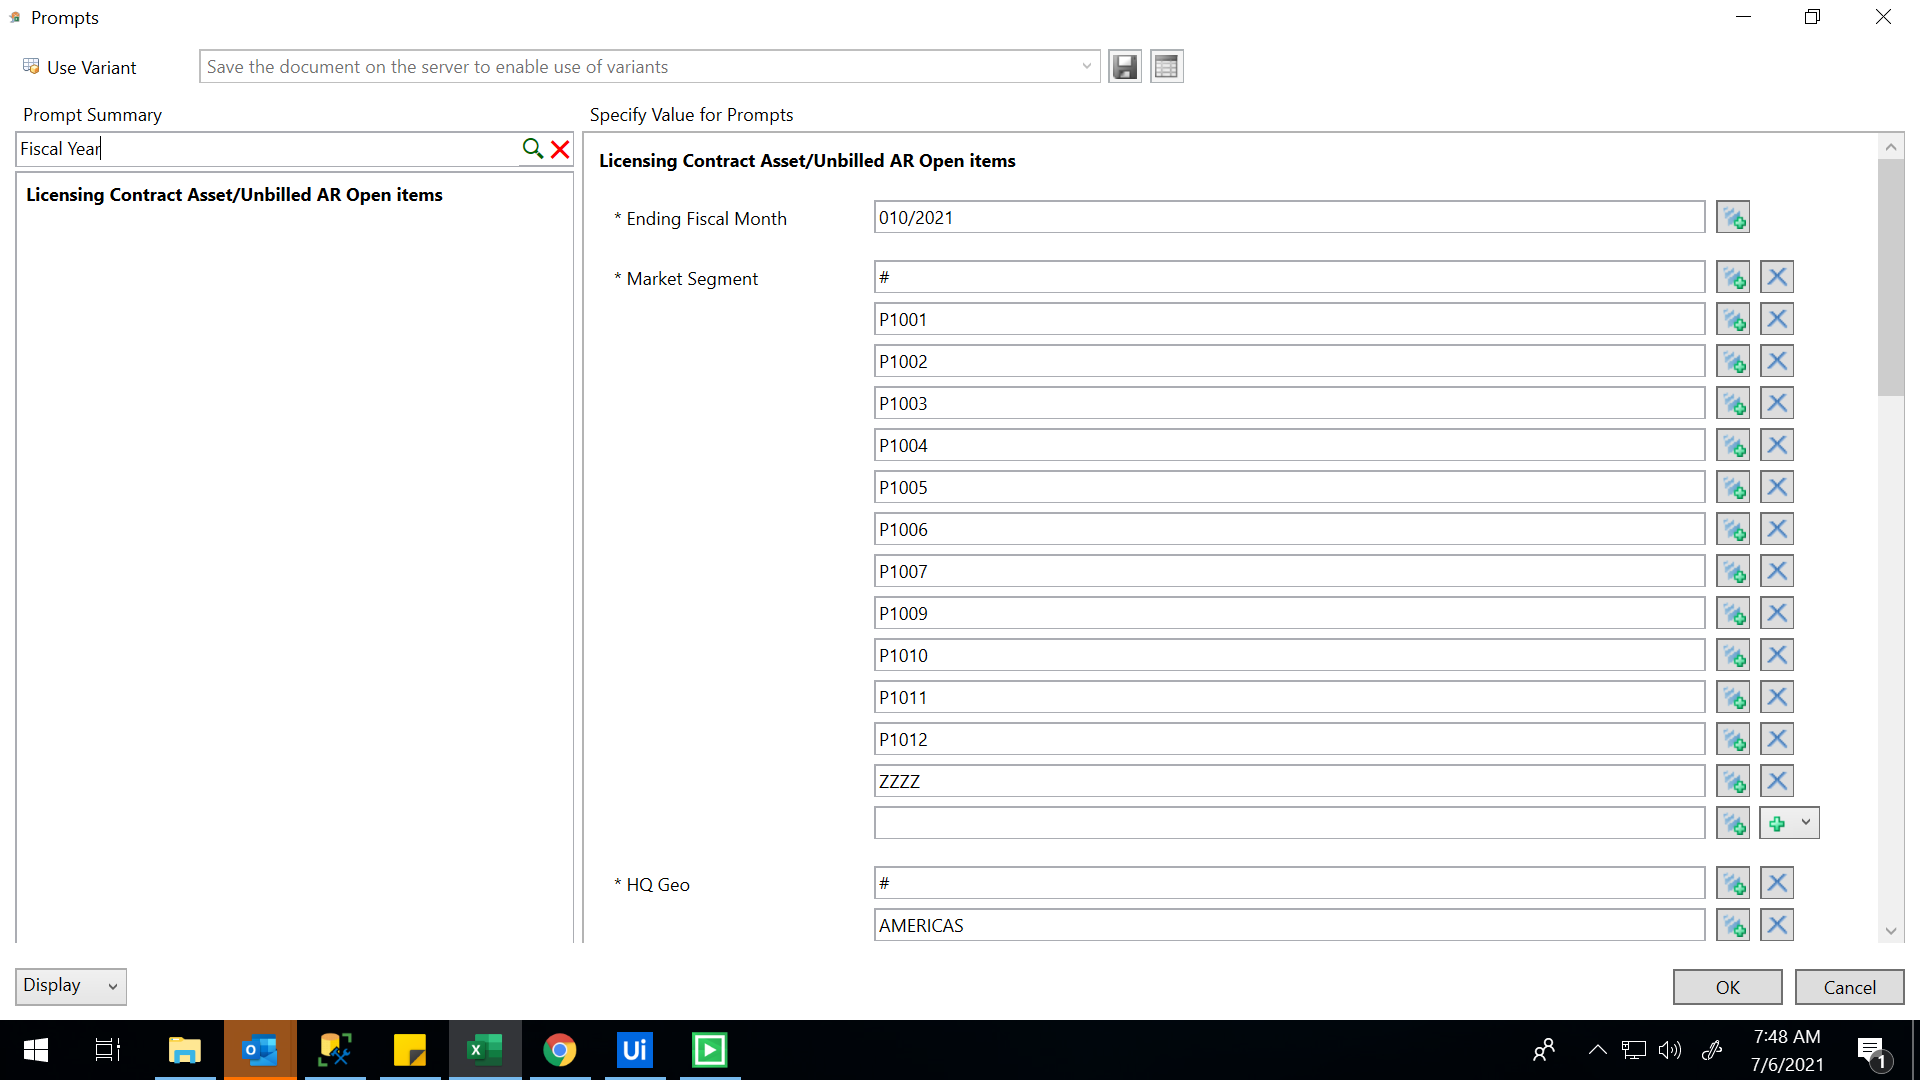 Prompts
Use Variant
Save the document on the server to enable use of variants
Prompt Summary
Specify Value for Prompts
Fiscal Year
Licensing Contract Asset/Unbilled AR Open items
Licensing Contract Asset/Unbilled AR Open items
* Ending Fiscal Month
010/2021
* Market Segment
#
P1001
P1002
P1003
P1004
P1005
P1006
P1007
P1009
P1010
P1011
P1012
ZZZZ
* HQ Geo
#
AMERICAS
Display
OK
Cancel
Ui
7:48 AM
7/6/2021
1